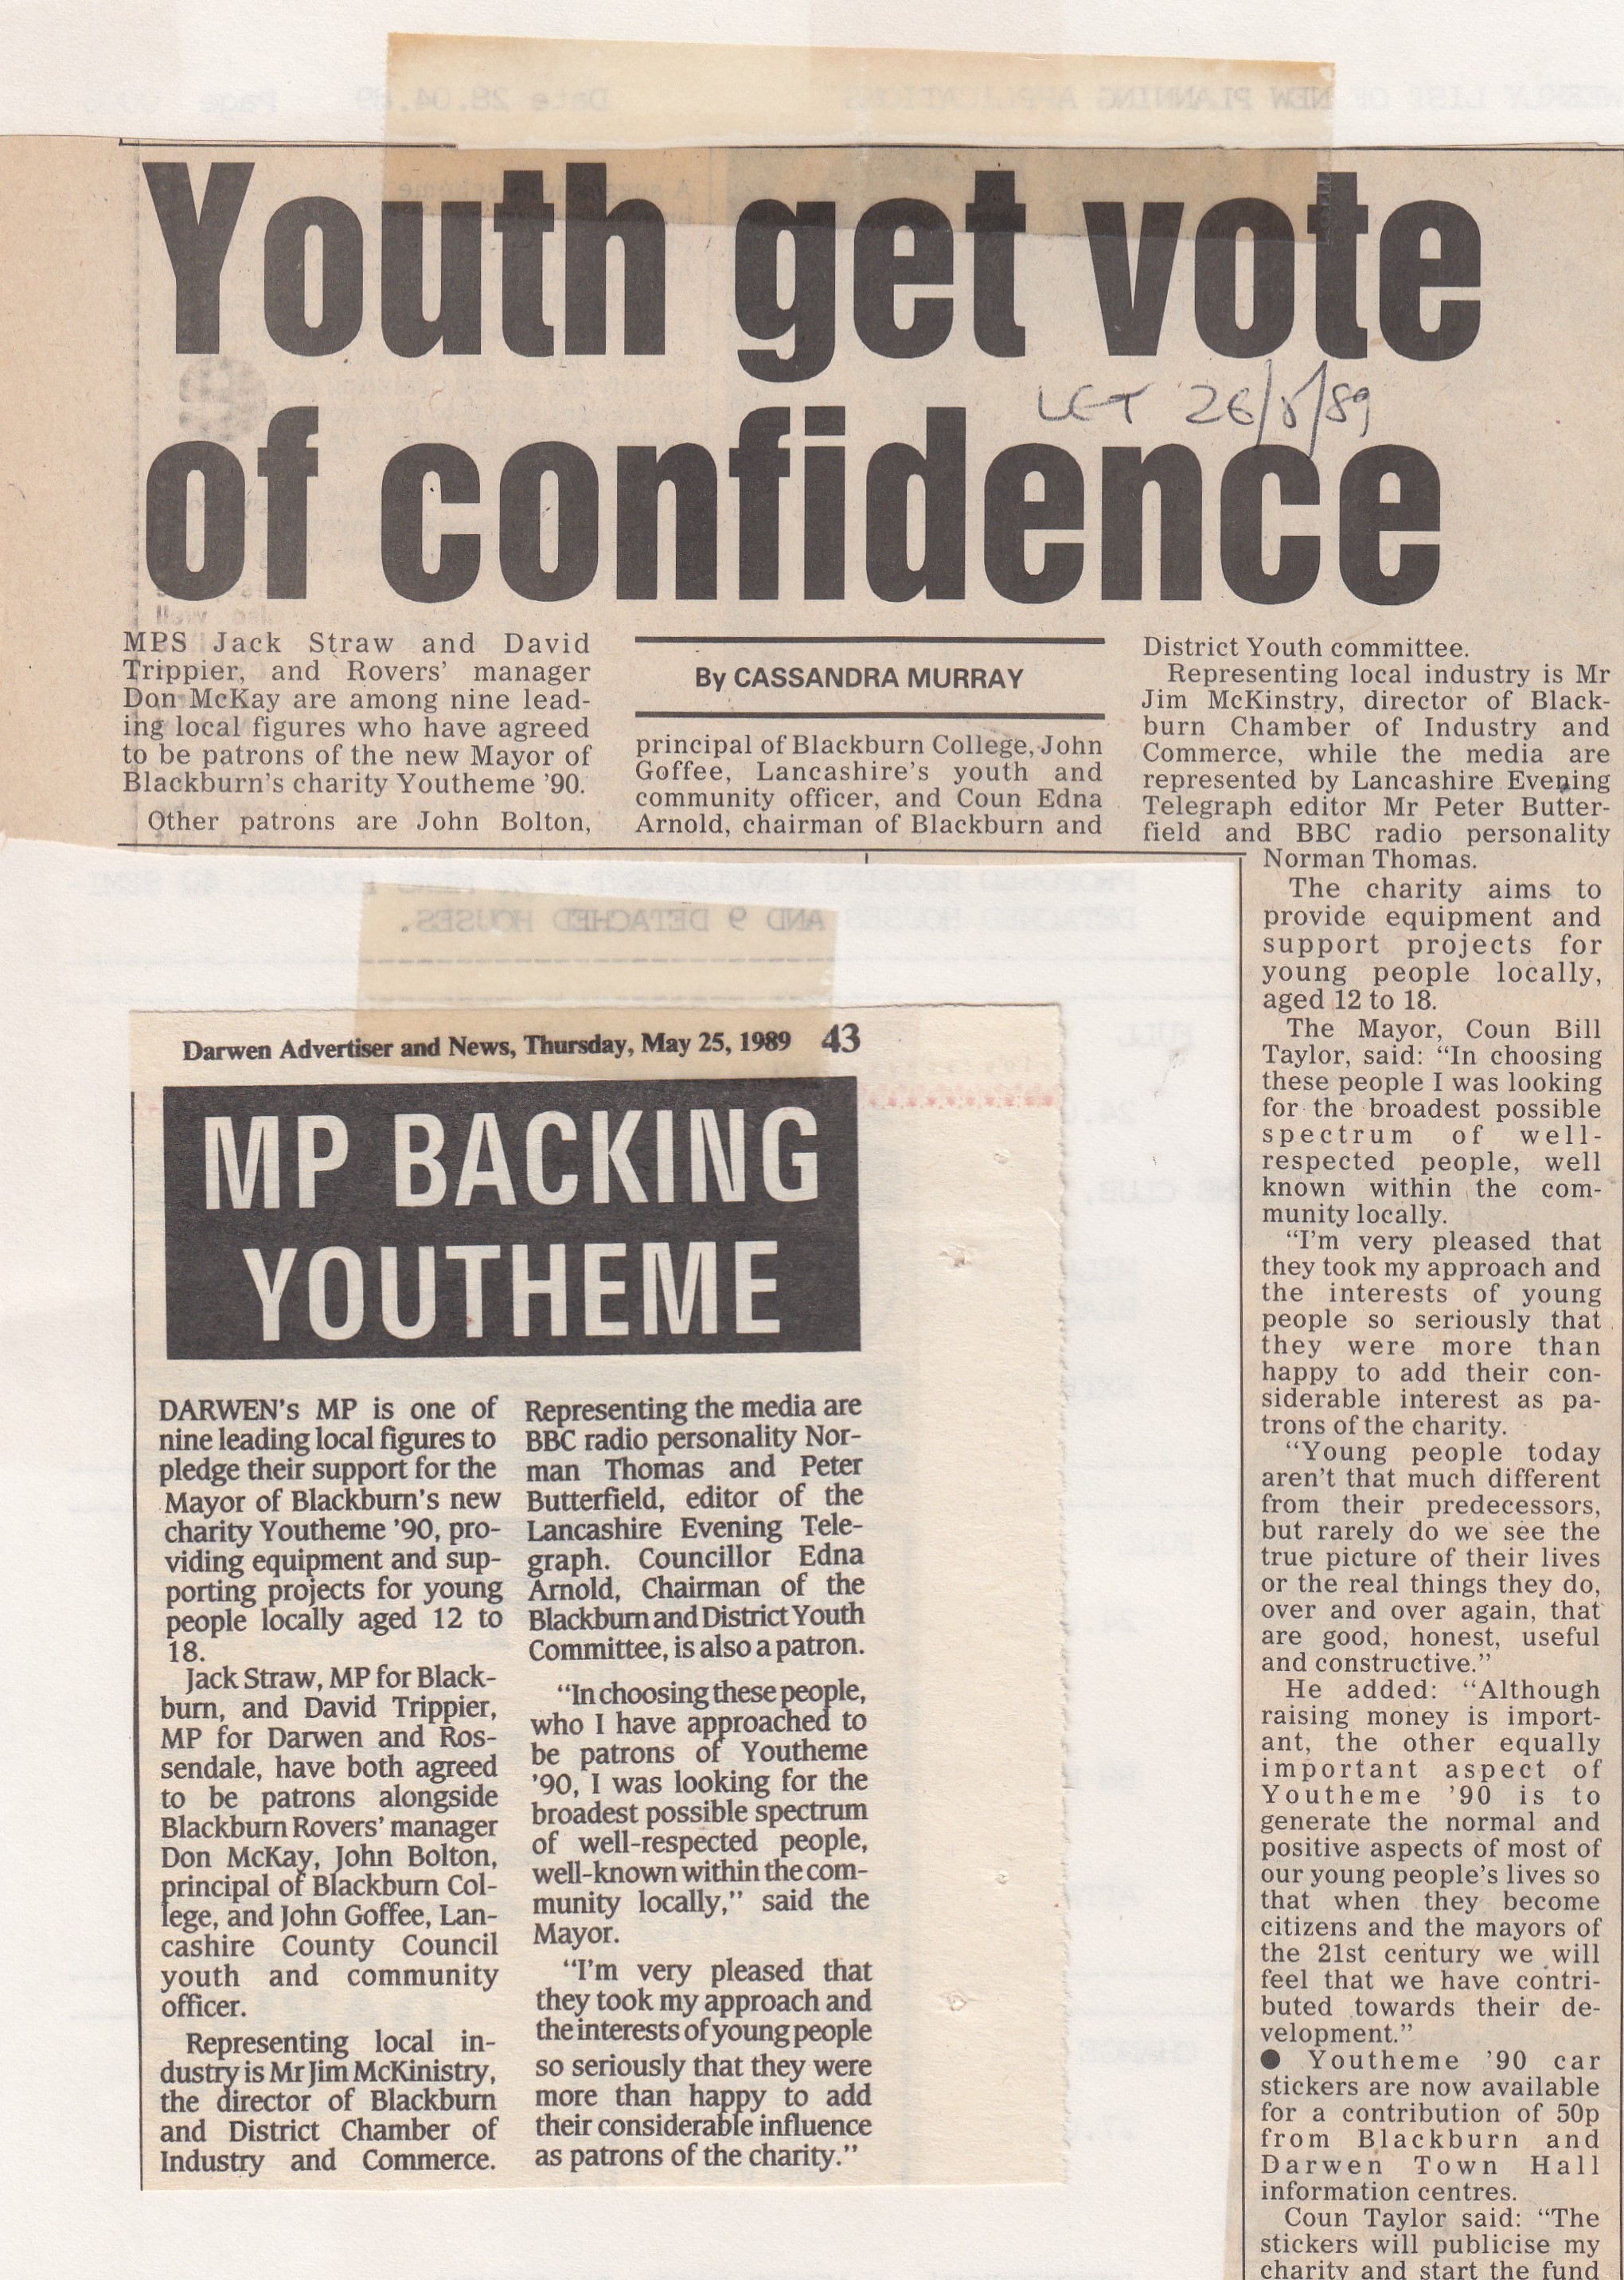 Youth get vote
of confidence
LET 26/5/89
MPS Jack Straw and David
Trippier, and Rovers’ manager
Don McKay are among nine lead-
ing local figures who have agreed
to be patrons of the new Mayor of
Blackburn’s charity Youtheme ’90.
Other patrons are John Bolton,
By CASSANDRA MURRAY
principal of Blackburn College, John
Goffee, Lancashire’s youth and
community officer, and Coun Edna
Arnold, chairman of Blackburn and
District Youth committee.
Representing local industry is Mr
Jim McKinstry, director of Black-
burn Chamber of Industry and
Commerce, while the media are
represented by Lancashire Evening
Telegraph editor Mr Peter Butter-
field and BBC radio personality
Norman Thomas.
The charity aims to
provide equipment and
support projects for
young people locally,
aged 12 to 18.
The Mayor, Coun Bill
Taylor, said: “In choosing
these people I was looking
for the broadest possible
spectrum of well-
respected people, well
known within the com-
munity locally.
“I’m very pleased that
they took my approach and
the interests of young
people so seriously that
they were more than
happy to add their con-
siderable interest as pa-
trons of the charity.
“Young people today
aren’t that much different
from their predecessors,
but rarely do we see the
true picture of their lives
or the real things they do,
over and over again, that
are good, honest, useful
and constructive.”
He added: “Although
raising money is import-
ant, the other equally
important aspect of
Youtheme ’90 is to
generate the normal and
positive aspects of most of
our young people’s lives so
that when they become
citizens and the mayors of
the 21st century we will
feel that we have contri-
buted towards their de-
velopment.”
● Youtheme ’90 car
stickers are now available
for a contribution of 50p
from Blackburn and
Darwen Town Hall
information centres.
Coun Taylor said: “The
stickers will publicise my
charity and start the fund
Darwen Advertiser and News, Thursday, May 25, 1989 43
MP BACKING
YOUTHEME
DARWEN’s MP is one of
nine leading local figures to
pledge their support for the
Mayor of Blackburn’s new
charity Youtheme ’90, pro-
viding equipment and sup-
porting projects for young
people locally aged 12 to
18.
Jack Straw, MP for Black-
burn, and David Trippier,
MP for Darwen and Ros-
sendale, have both agreed
to be patrons alongside
Blackburn Rovers’ manager
Don McKay, John Bolton,
principal of Blackburn Col-
lege, and John Goffee, Lan-
cashire County Council
youth and community
officer.
Representing local in-
dustry is Mr Jim McKinistry,
the director of Blackburn
and District Chamber of
Industry and Commerce.
Representing the media are
BBC radio personality Nor-
man Thomas and Peter
Butterfield, editor of the
Lancashire Evening Tele-
graph. Councillor Edna
Arnold, Chairman of the
Blackburn and District Youth
Committee, is also a patron.
“In choosing these people,
who I have approached to
be patrons of Youtheme
’90, I was looking for the
broadest possible spectrum
of well-respected people,
well-known within the com-
munity locally,” said the
Mayor.
“I’m very pleased that
they took my approach and
the interests of young people
so seriously that they were
more than happy to add
their considerable influence
as patrons of the charity.”